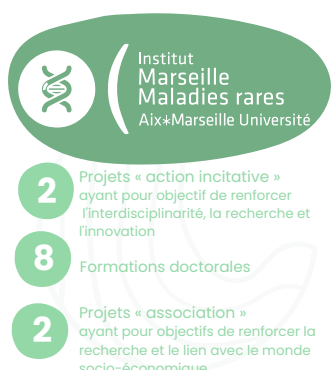 Institut
Marseille
Maladies rares
Aix*Marseille Université
2
Projets « action incitative »
ayant pour objectif de renforcer
l'interdisciplinarité, la recherche et
l'innovation
8
Formations doctorales
2
Projets « association »
ayant pour objectifs de renforcer la
recherche et le lien avec le monde
socio-économique